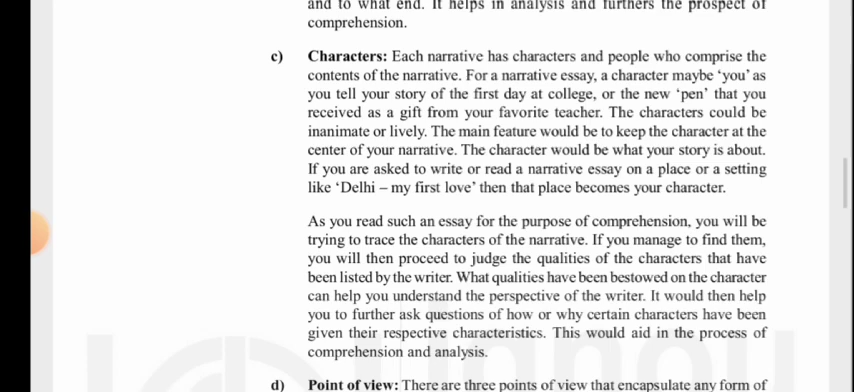 and to what end. It helps in analysis and furthers the prospect of
comprehension.
c) Characters: Each narrative has characters and people who comprise the
contents of the narrative. For a narrative essay, a character maybe ‘you’ as
you tell your story of the first day at college, or the new ‘pen’ that you
received as a gift from your favorite teacher. The characters could be
inanimate or lively. The main feature would be to keep the character at the
center of your narrative. The character would be what your story is about.
If you are asked to write or read a narrative essay on a place or a setting
like ‘Delhi – my first love’ then that place becomes your character.
As you read such an essay for the purpose of comprehension, you will be
trying to trace the characters of the narrative. If you manage to find them,
you will then proceed to judge the qualities of the characters that have
been listed by the writer. What qualities have been bestowed on the character
can help you understand the perspective of the writer. It would then help
you to further ask questions of how or why certain characters have been
given their respective characteristics. This would aid in the process of
comprehension and analysis.
d) Point of view: There are three points of view that encapsulate any form of